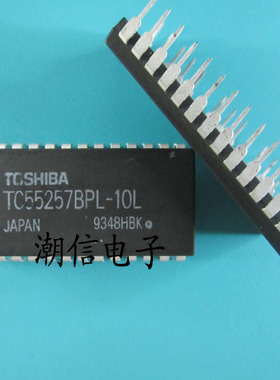 TOSHIBA
TC55257BPL-10L
JAPAN 9348HBK
潮信电子